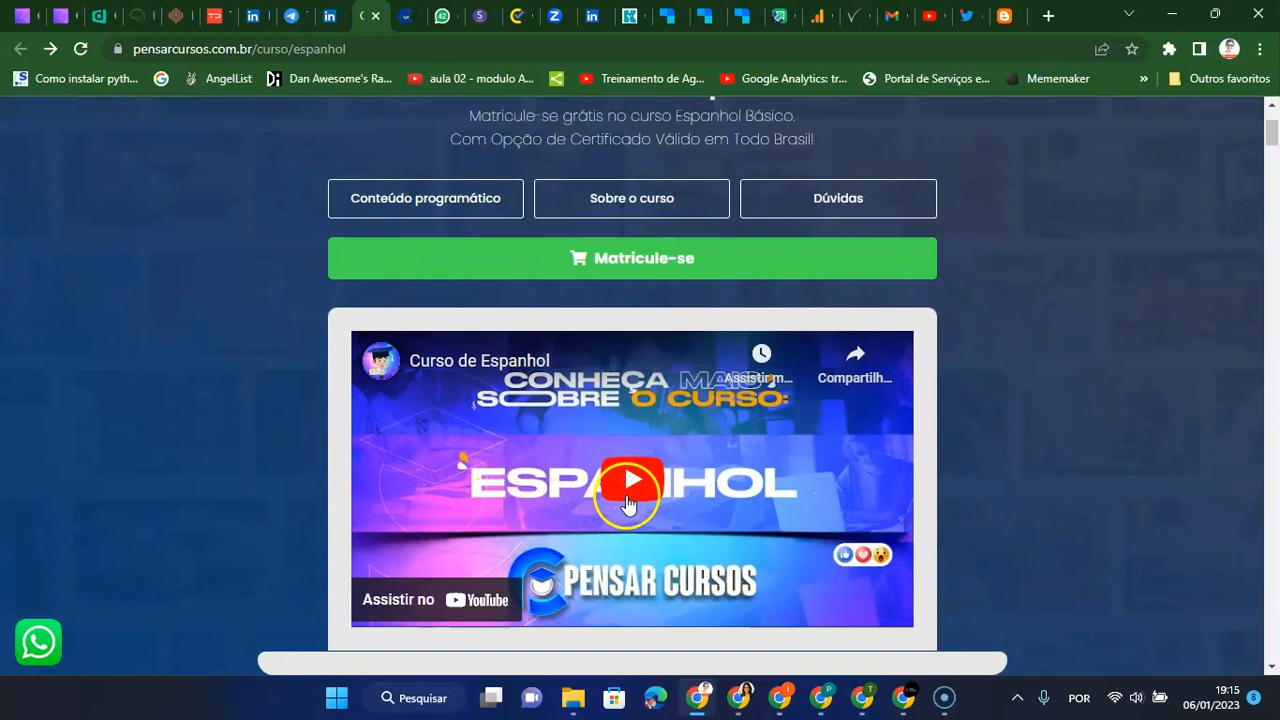 pensarcursos.com.br/curso/espanhol
Como instalar pyth... AngelList Dan Awesome's Ra... aula 02 - modulo A... Treinamento de Ag... Google Analytics: tr... Portal de Serviços e... Mememaker » Outros favoritos
Matricule-se grátis no curso Espanhol Básico.
Com Opção de Certificado Válido em Todo Brasil!
Conteúdo programático Sobre o curso Dúvidas
Matricule-se
Curso de Espanhol
Assistir m... Compartilh...
CONHEÇA MAIS
SOBRE O CURSO:
ESPANHOL
PENSAR CURSOS
Assistir no YouTube
Pesquisar
POR
19:15
06/01/2023
8